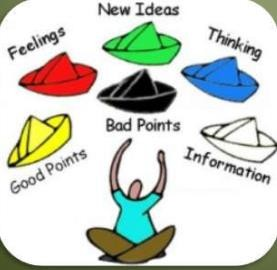 New Ideas
Feelings
Thinking
Bad Points
Good Points
Information